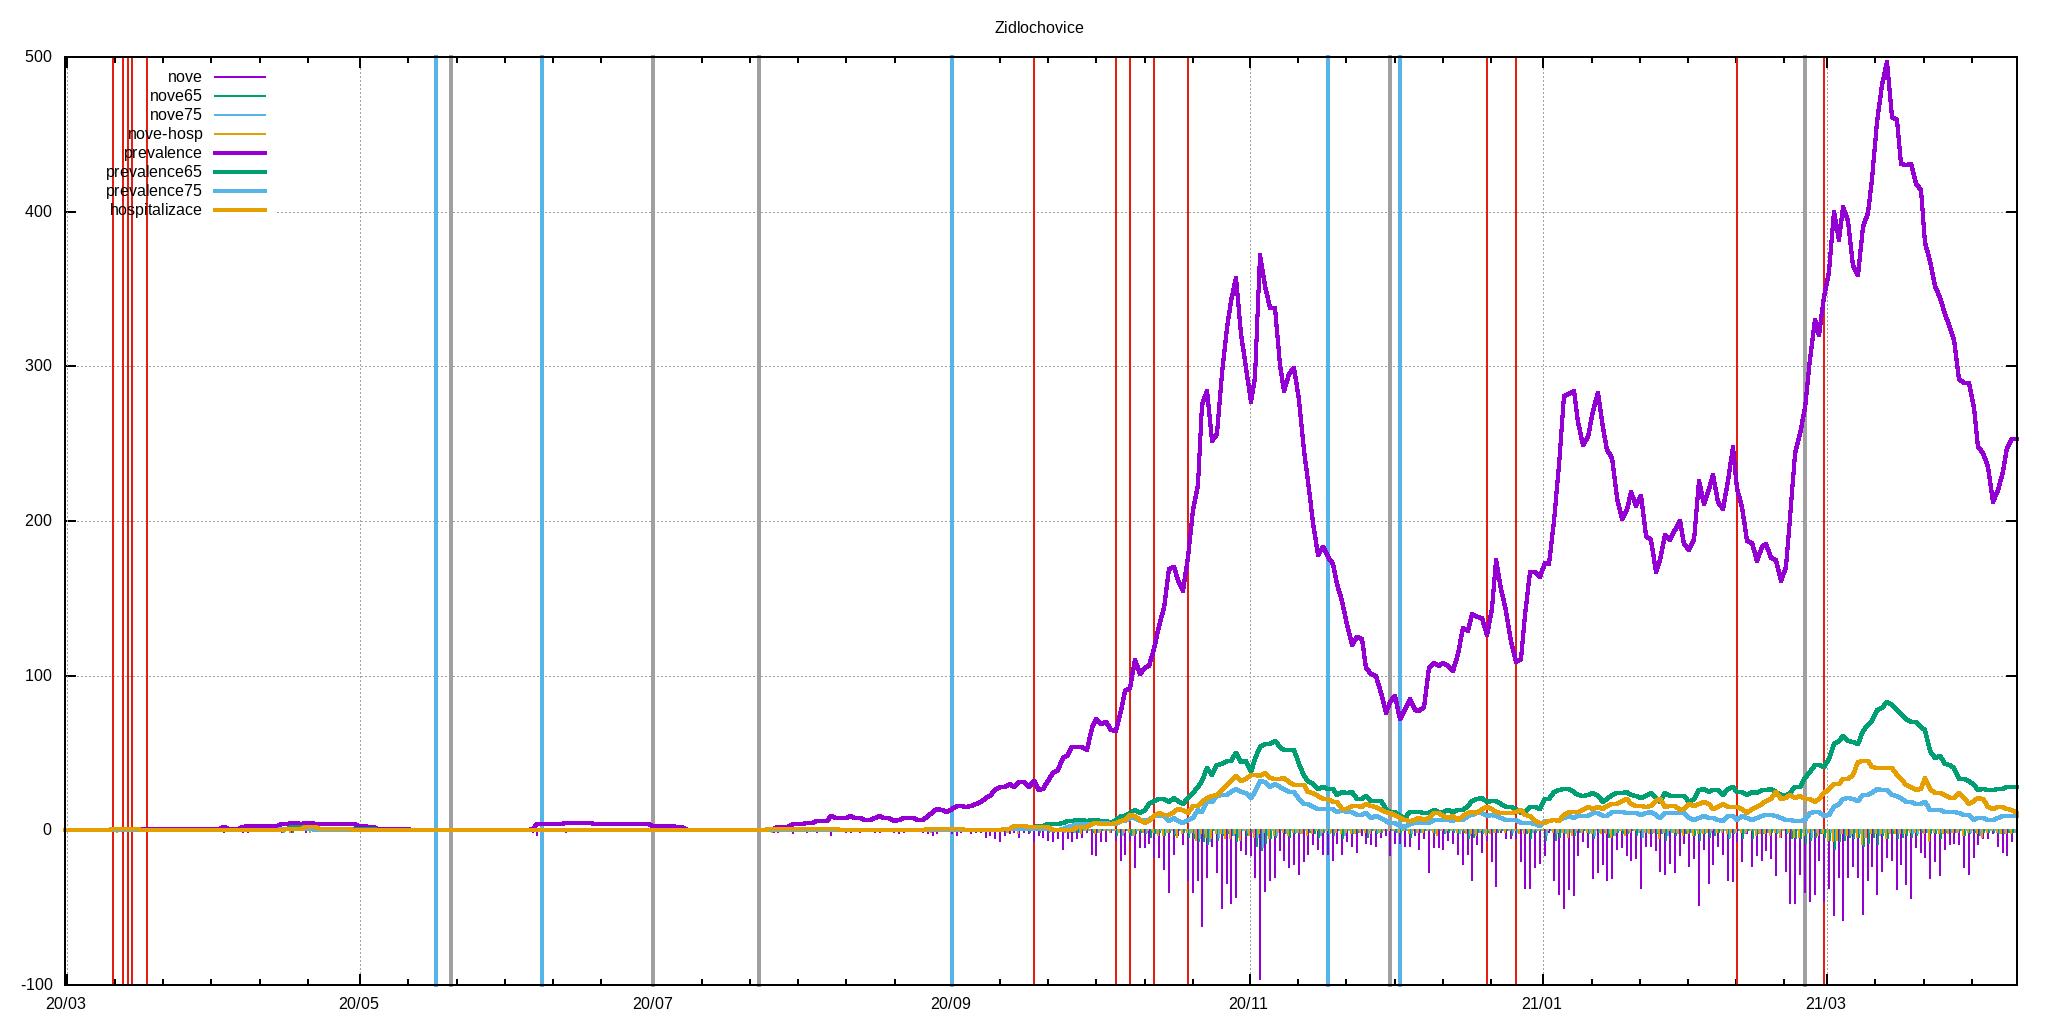 Zidlochovice
500
400
300
200
100
0
-100
nove
nove65
nove75
nove-hosp
prevalence
prevalence65
prevalence75
hospitalizace
20/03 20/05 20/07 20/09 20/11 21/01 21/03